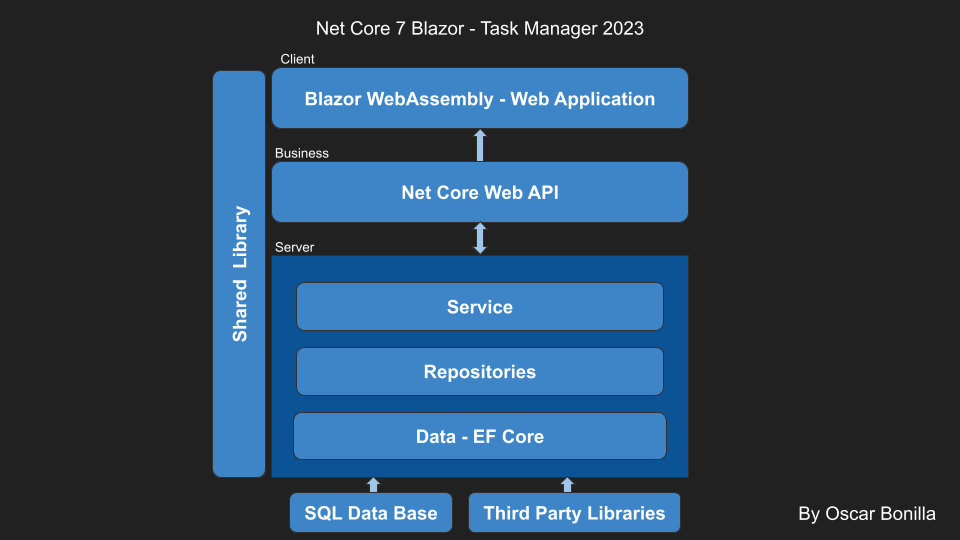 Net Core 7 Blazor - Task Manager 2023
Client
Blazor WebAssembly - Web Application
Business
Net Core Web API
Server
Shared Library
Service
Repositories
Data - EF Core
SQL Data Base
Third Party Libraries
By Oscar Bonilla